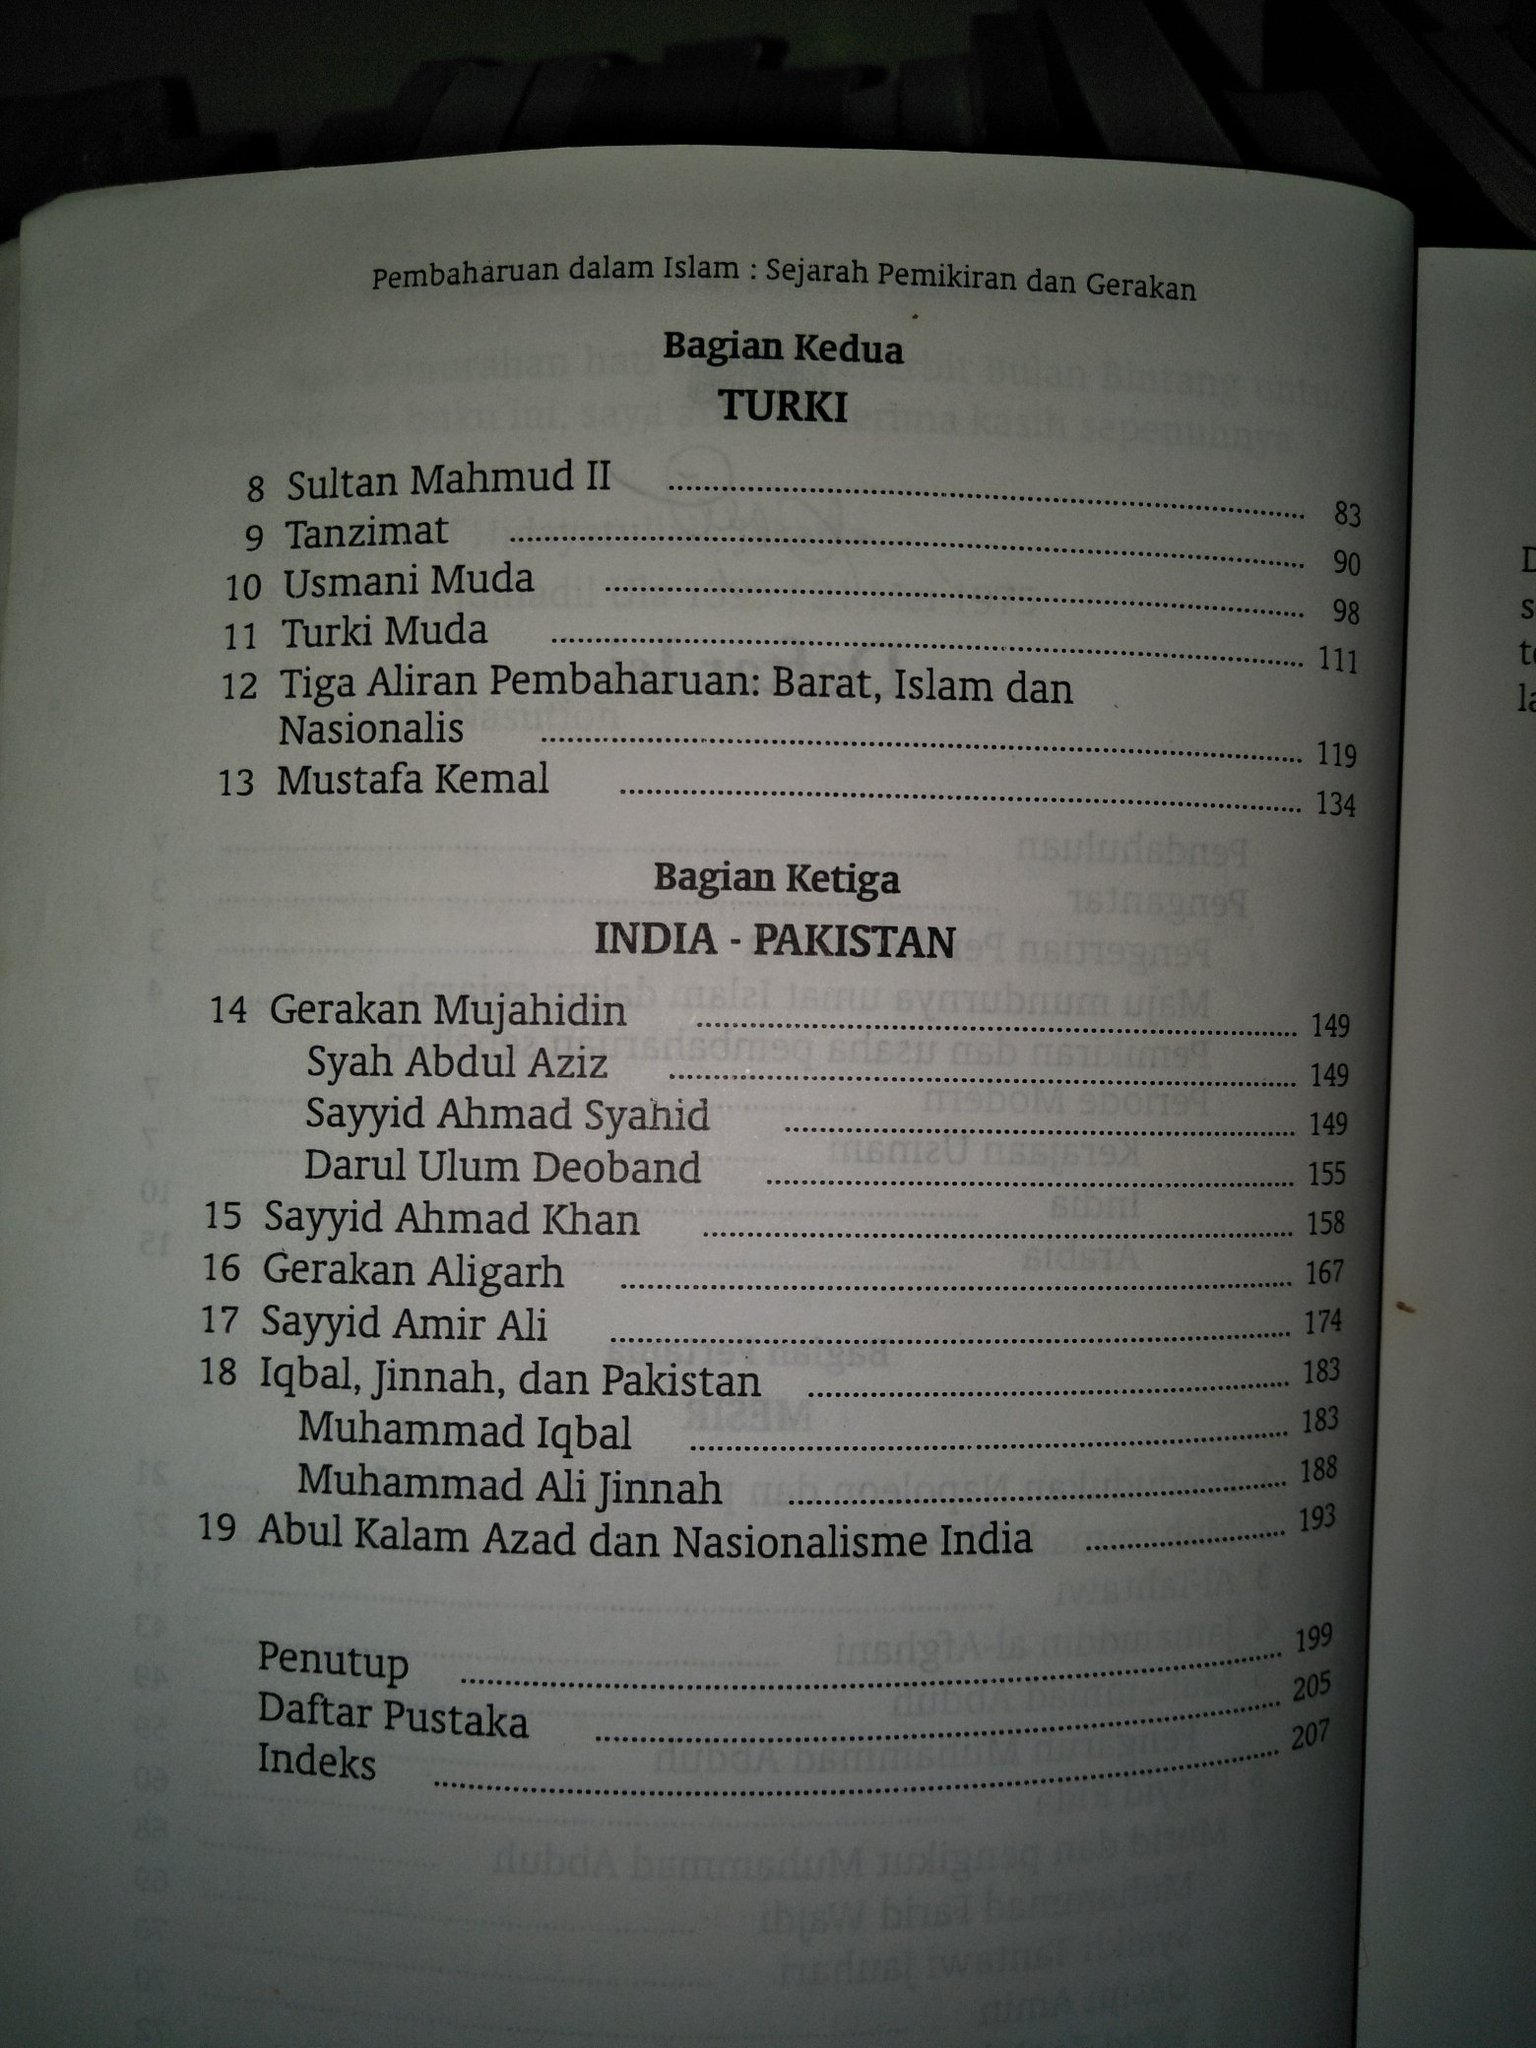 Pembaharuan dalam Islam : Sejarah Pemikiran dan Gerakan
Bagian Kedua
TURKI
8 Sultan Mahmud II ........ 83
9 Tanzimat ........ 90
10 Usmani Muda ........ 98
11 Turki Muda ........ 111
12 Tiga Aliran Pembaharuan: Barat, Islam dan
Nasionalis ........ 119
13 Mustafa Kemal ........ 134
Bagian Ketiga
INDIA - PAKISTAN
14 Gerakan Mujahidin ........ 149
Syah Abdul Aziz ........ 149
Sayyid Ahmad Syahid ........ 149
Darul Ulum Deoband ........ 155
15 Sayyid Ahmad Khan ........ 158
16 Gerakan Aligarh ........ 167
17 Sayyid Amir Ali ........ 174
18 Iqbal, Jinnah, dan Pakistan ........ 183
Muhammad Iqbal ........ 183
Muhammad Ali Jinnah ........ 188
19 Abul Kalam Azad dan Nasionalisme India ........ 193
Penutup ........ 199
Daftar Pustaka ........ 205
Indeks ........ 207